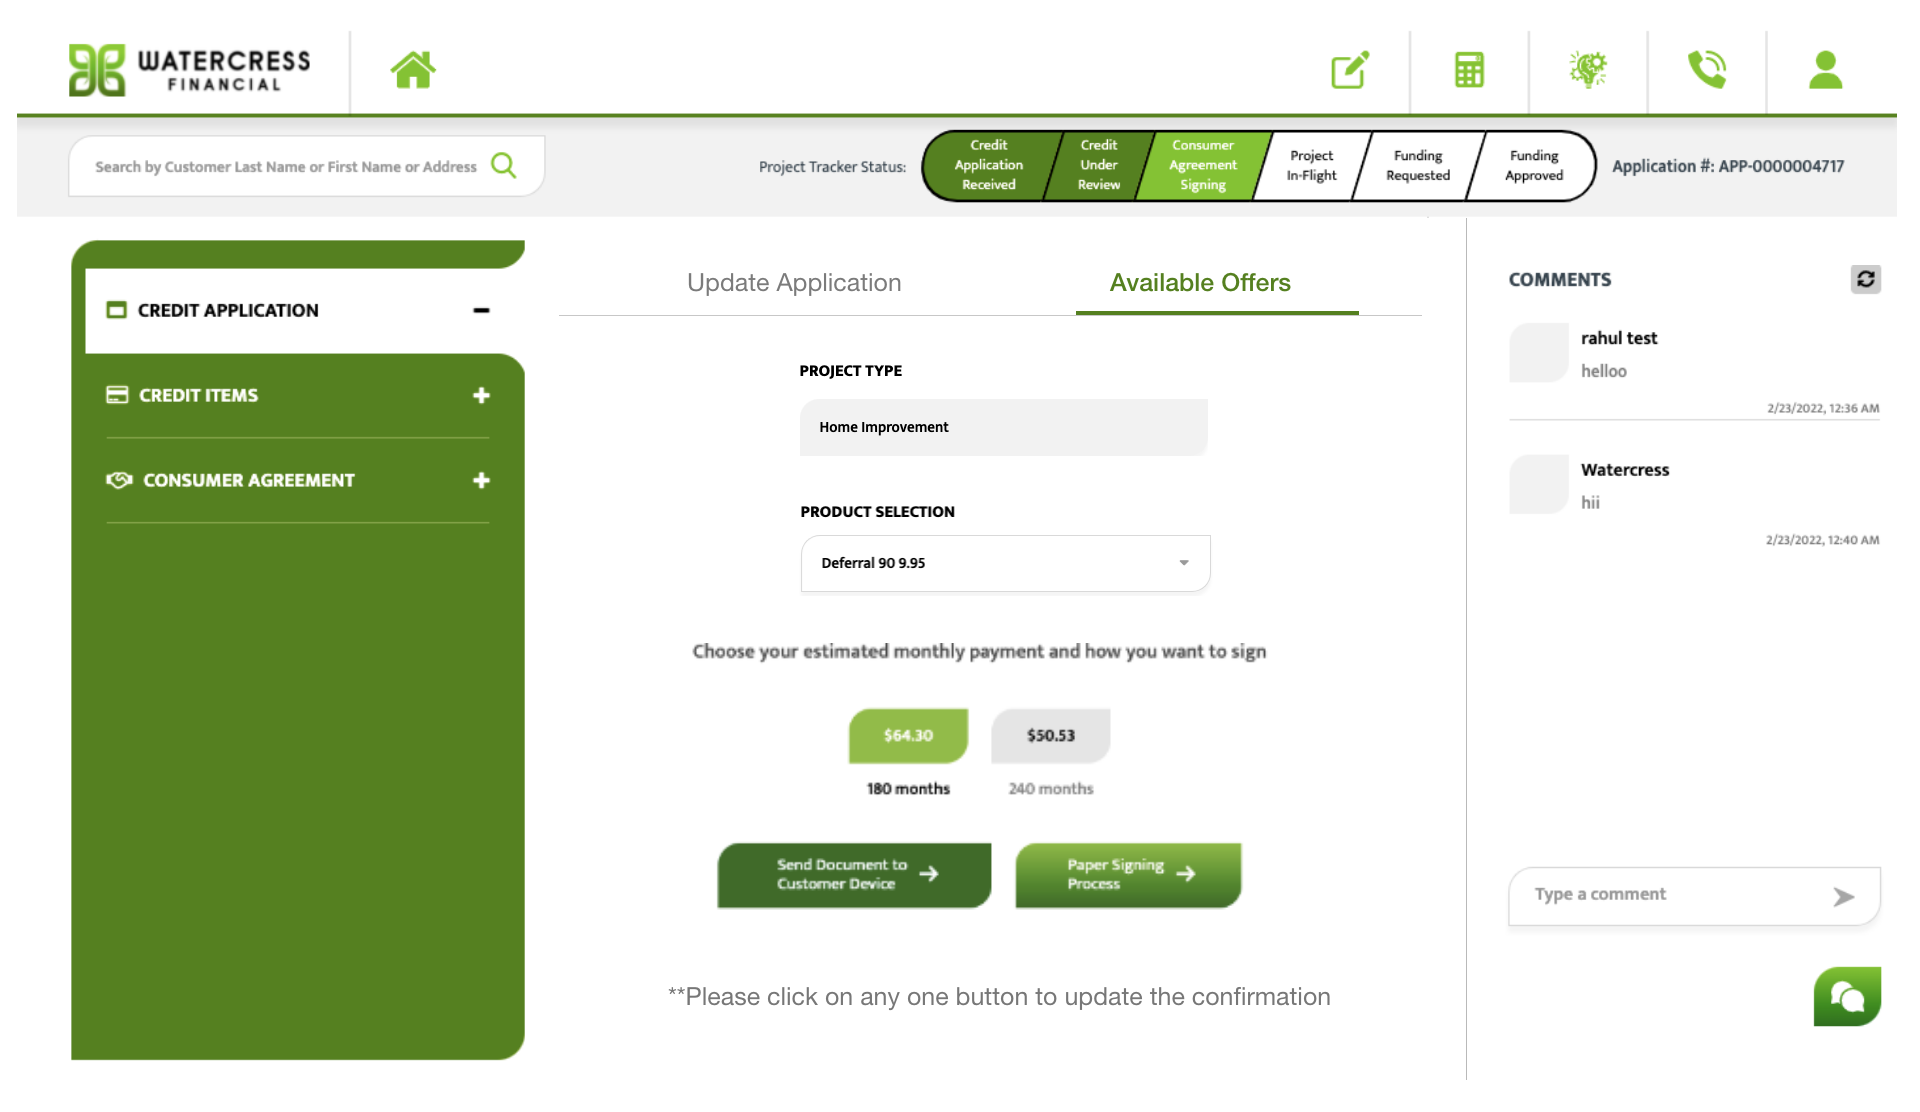 WATERCRESS
FINANCIAL
Search by Customer Last Name or First Name or Address
Project Tracker Status:
Credit
Application
Received
Credit
Under
Review
Consumer
Agreement
Signing
Project
In-Flight
Funding
Requested
Funding
Approved
Application #: APP-0000004717
CREDIT APPLICATION
CREDIT ITEMS
CONSUMER AGREEMENT
Update Application
Available Offers
PROJECT TYPE
Home Improvement
PRODUCT SELECTION
Deferral 90 9.95
Choose your estimated monthly payment and how you want to sign
$64.30
$50.53
180 months
240 months
Send Document to
Customer Device
Paper Signing
Process
**Please click on any one button to update the confirmation
COMMENTS
rahul test
helloo
2/23/2022, 12:36 AM
Watercress
hii
2/23/2022, 12:40 AM
Type a comment